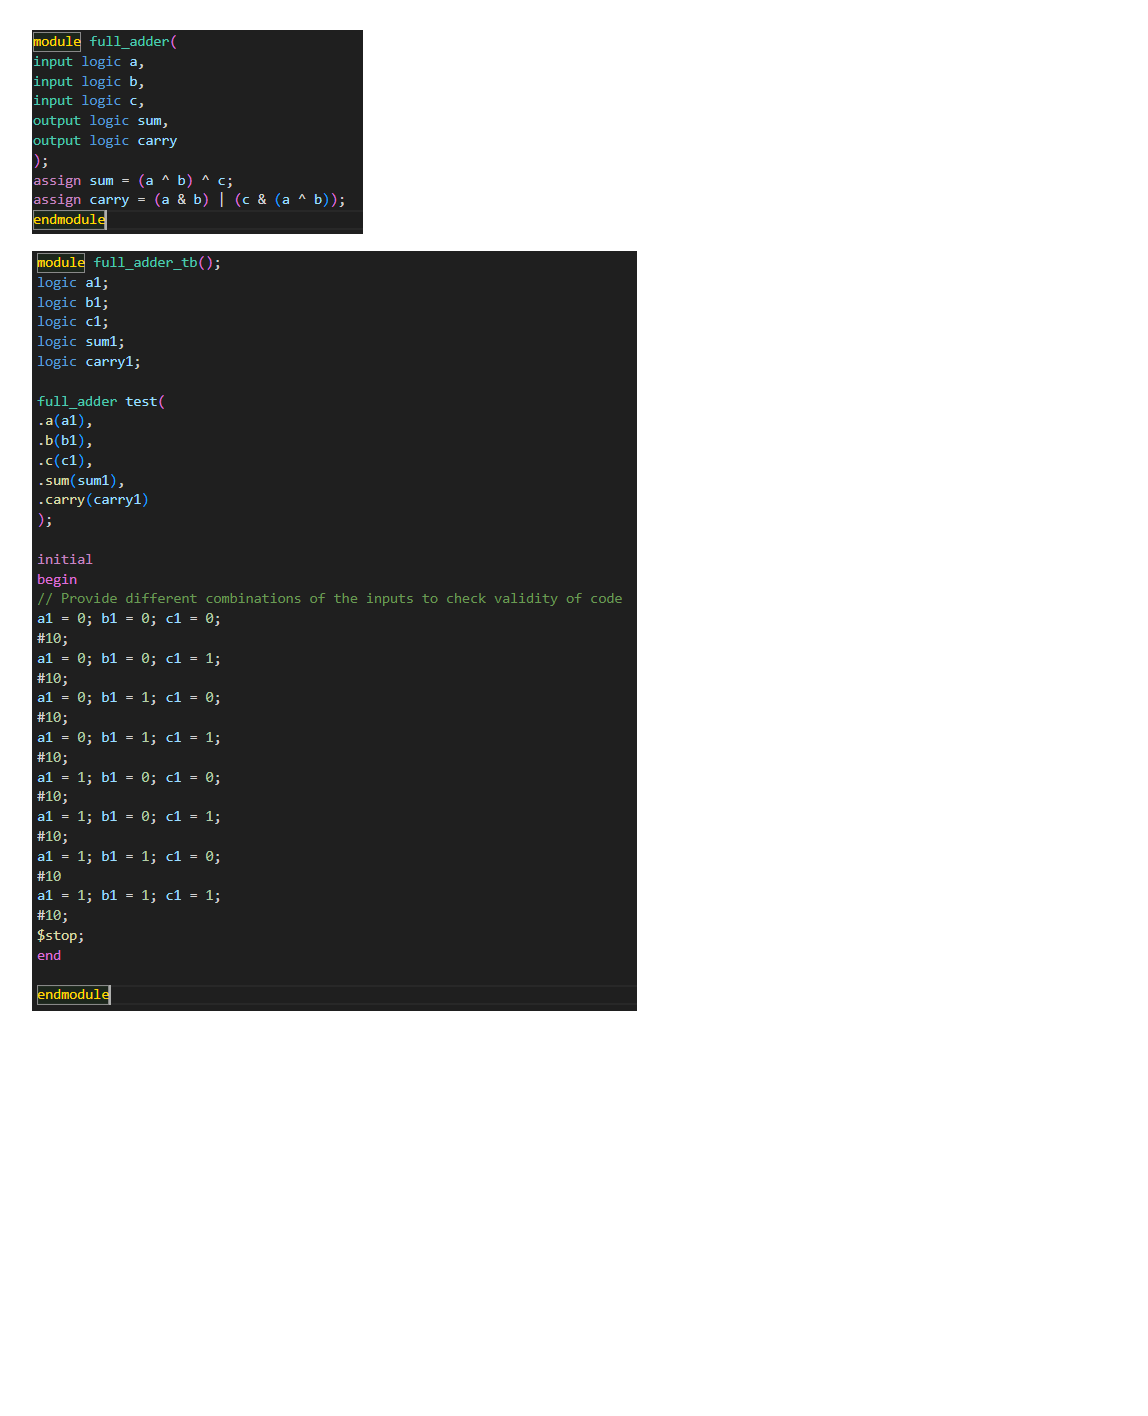 module full_adder(
input logic a,
input logic b,
input logic c,
output logic sum,
output logic carry
);
assign sum = (a ^ b) ^ c;
assign carry = (a & b) | (c & (a ^ b));
endmodule
module full_adder_tb();
logic a1;
logic b1;
logic c1;
logic sum1;
logic carry1;
full_adder test(
.a(a1),
.b(b1),
.c(c1),
.sum(sum1),
.carry(carry1)
);
initial
begin
// Provide different combinations of the inputs to check validity of code
a1 = 0; b1 = 0; c1 = 0;
#10;
a1 = 0; b1 = 0; c1 = 1;
#10;
a1 = 0; b1 = 1; c1 = 0;
#10;
a1 = 0; b1 = 1; c1 = 1;
#10;
a1 = 1; b1 = 0; c1 = 0;
#10;
a1 = 1; b1 = 0; c1 = 1;
#10;
a1 = 1; b1 = 1; c1 = 0;
#10
a1 = 1; b1 = 1; c1 = 1;
#10;
$stop;
end
endmodule